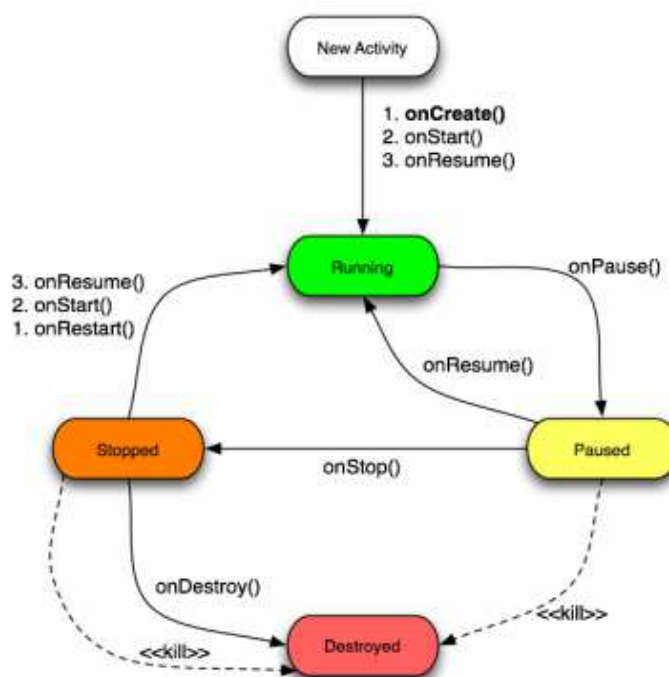 New Activity
1. onCreate()
2. onStart()
3. onResume()
Running
onPause()
3. onResume()
2. onStart()
1. onRestart()
onResume()
Stopped
Paused
onStop()
onDestroy()
<<kill>>
<<kill>>
Destroyed